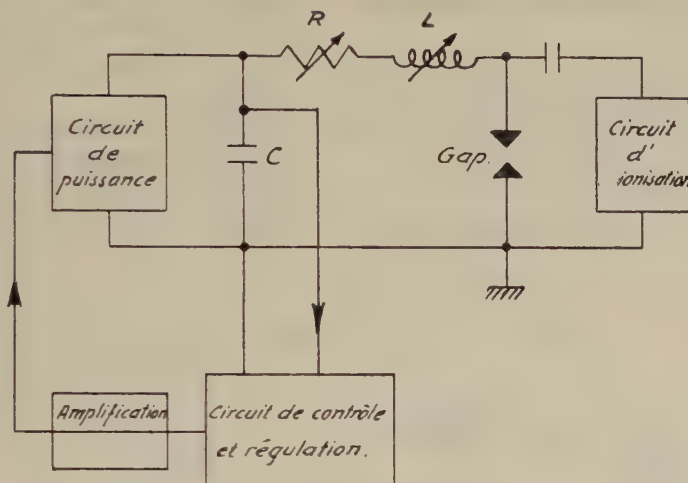 R
L
Circuit
de
puissance
C
Gap.
Circuit
d'
ionisation
Amplification
Circuit de contrôle
et régulation.